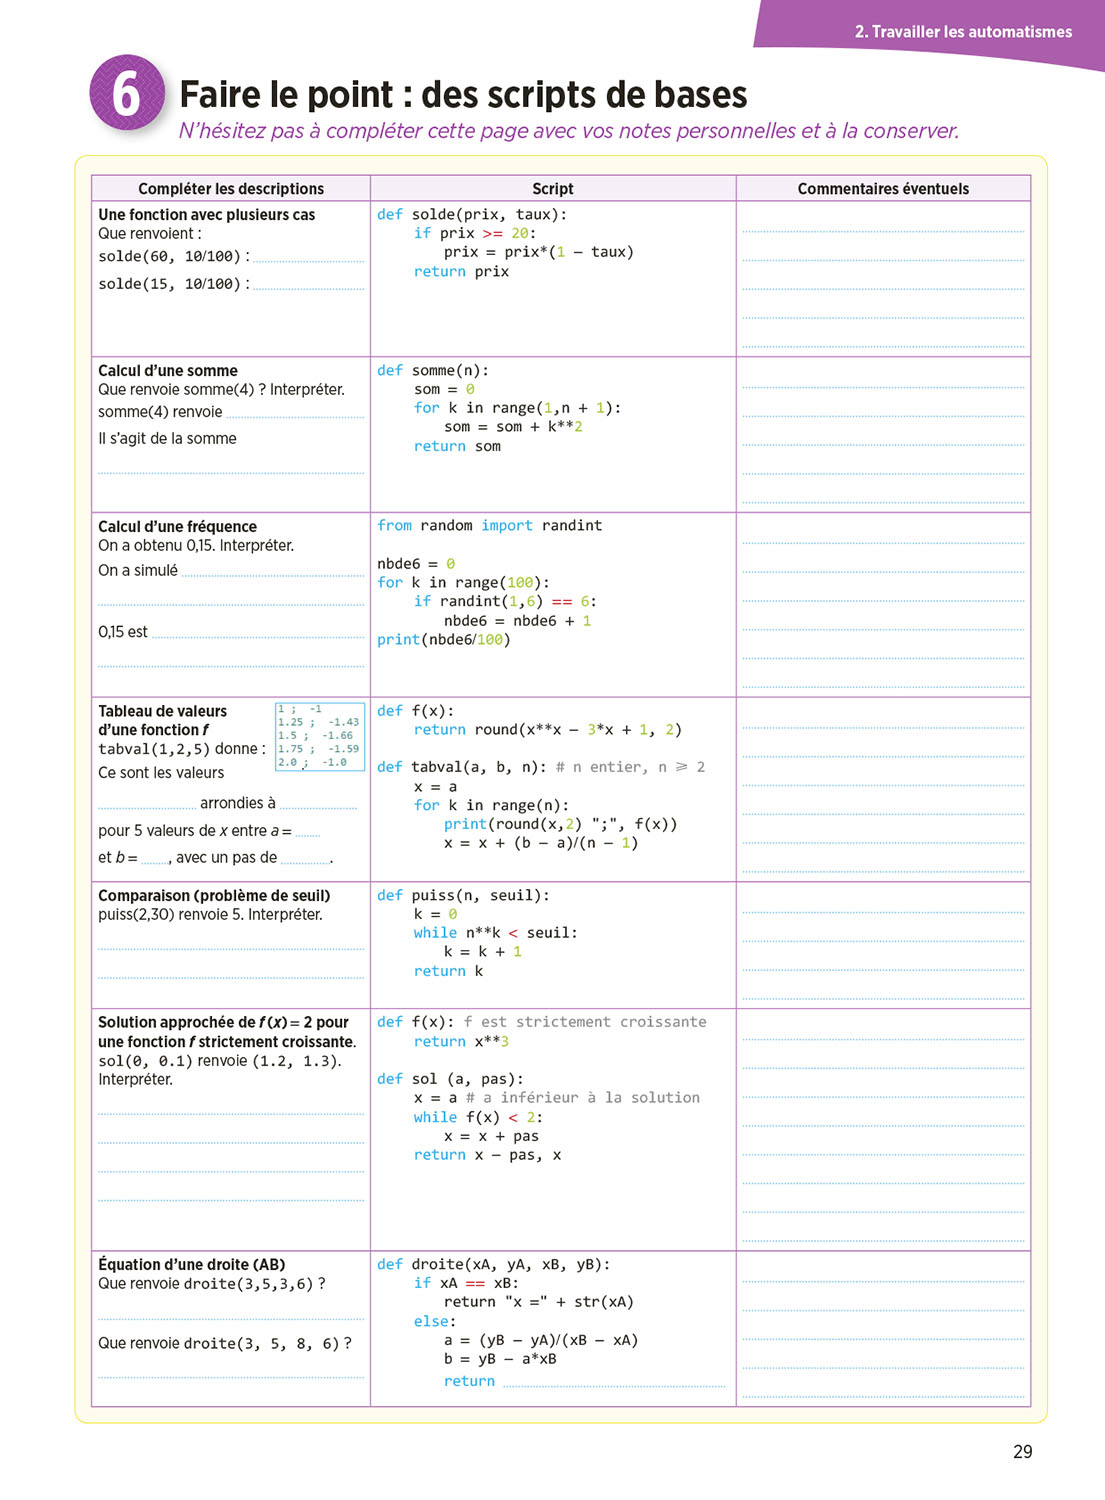 2. Travailler les automatismes
6
Faire le point : des scripts de bases
N'hésitez pas à compléter cette page avec vos notes personnelles et à la conserver.
Compléter les descriptions
Script
Commentaires éventuels
Une fonction avec plusieurs cas
Que renvoient :
solde(60, 10/100) :
solde(15, 10/100) :
def solde(prix, taux):
if prix >= 20:
prix = prix*(1 – taux)
return prix
Calcul d'une somme
Que renvoie somme(4) ? Interpréter.
somme(4) renvoie
Il s'agit de la somme
def somme(n):
som = 0
for k in range(1,n + 1):
som = som + k**2
return som
Calcul d'une fréquence
On a obtenu 0,15. Interpréter.
On a simulé
0,15 est
from random import randint
nbde6 = 0
for k in range(100):
if randint(1,6) == 6:
nbde6 = nbde6 + 1
print(nbde6/100)
Tableau de valeurs
d'une fonction f
tabval(1,2,5) donne :
1 ; -1
1.25 ; -1.43
1.5 ; -1.66
1.75 ; -1.59
2.0 ; -1.0
Ce sont les valeurs
arrondies à
pour 5 valeurs de x entre a =
et b = , avec un pas de .
def f(x):
return round(x**x – 3*x + 1, 2)
def tabval(a, b, n): # n entier, n ⩾ 2
x = a
for k in range(n):
print(round(x,2) ";", f(x))
x = x + (b – a)/(n – 1)
Comparaison (problème de seuil)
puiss(2,30) renvoie 5. Interpréter.
def puiss(n, seuil):
k = 0
while n**k < seuil:
k = k + 1
return k
Solution approchée de f(x) = 2 pour
une fonction f strictement croissante.
sol(0, 0.1) renvoie (1.2, 1.3).
Interpréter.
def f(x): f est strictement croissante
return x**3
def sol (a, pas):
x = a # a inférieur à la solution
while f(x) < 2:
x = x + pas
return x – pas, x
Équation d'une droite (AB)
Que renvoie droite(3,5,3,6) ?
Que renvoie droite(3, 5, 8, 6) ?
def droite(xA, yA, xB, yB):
if xA == xB:
return "x =" + str(xA)
else:
a = (yB – yA)/(xB – xA)
b = yB – a*xB
return
29